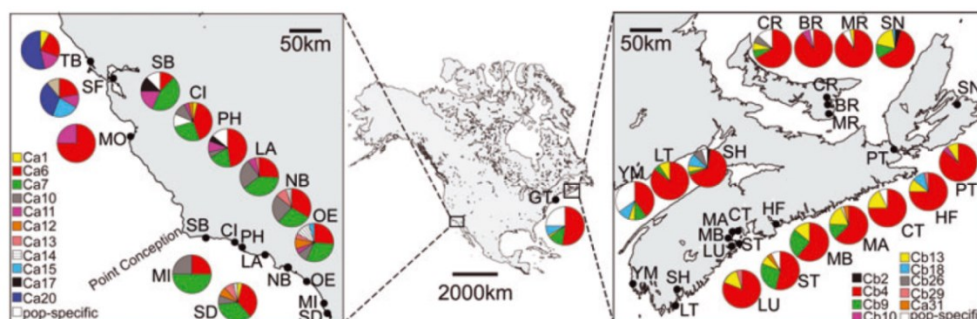 50km
TB
SF
SB
CI
PH
MO
LA
NB
OE
Ca1
Ca6
Ca7
Ca10
Ca11
Ca12
Ca13
Ca14
Ca15
Ca17
Ca20
pop-specific
Point Conception
SB
CI
PH
LA
NB
OE
MI
SD
MI
SD
GT
2000km
50km
CR
BR
MR
SN
CR
BR
MR
SN
PT
YM
LT
SH
PT
HF
CT
MA
MB
ST
LU
MA
CT
HF
MB
LU
ST
YM
SH
LT
Cb2
Cb4
Cb9
Cb10
Cb13
Cb18
Cb26
Cb29
Ca31
pop-specific